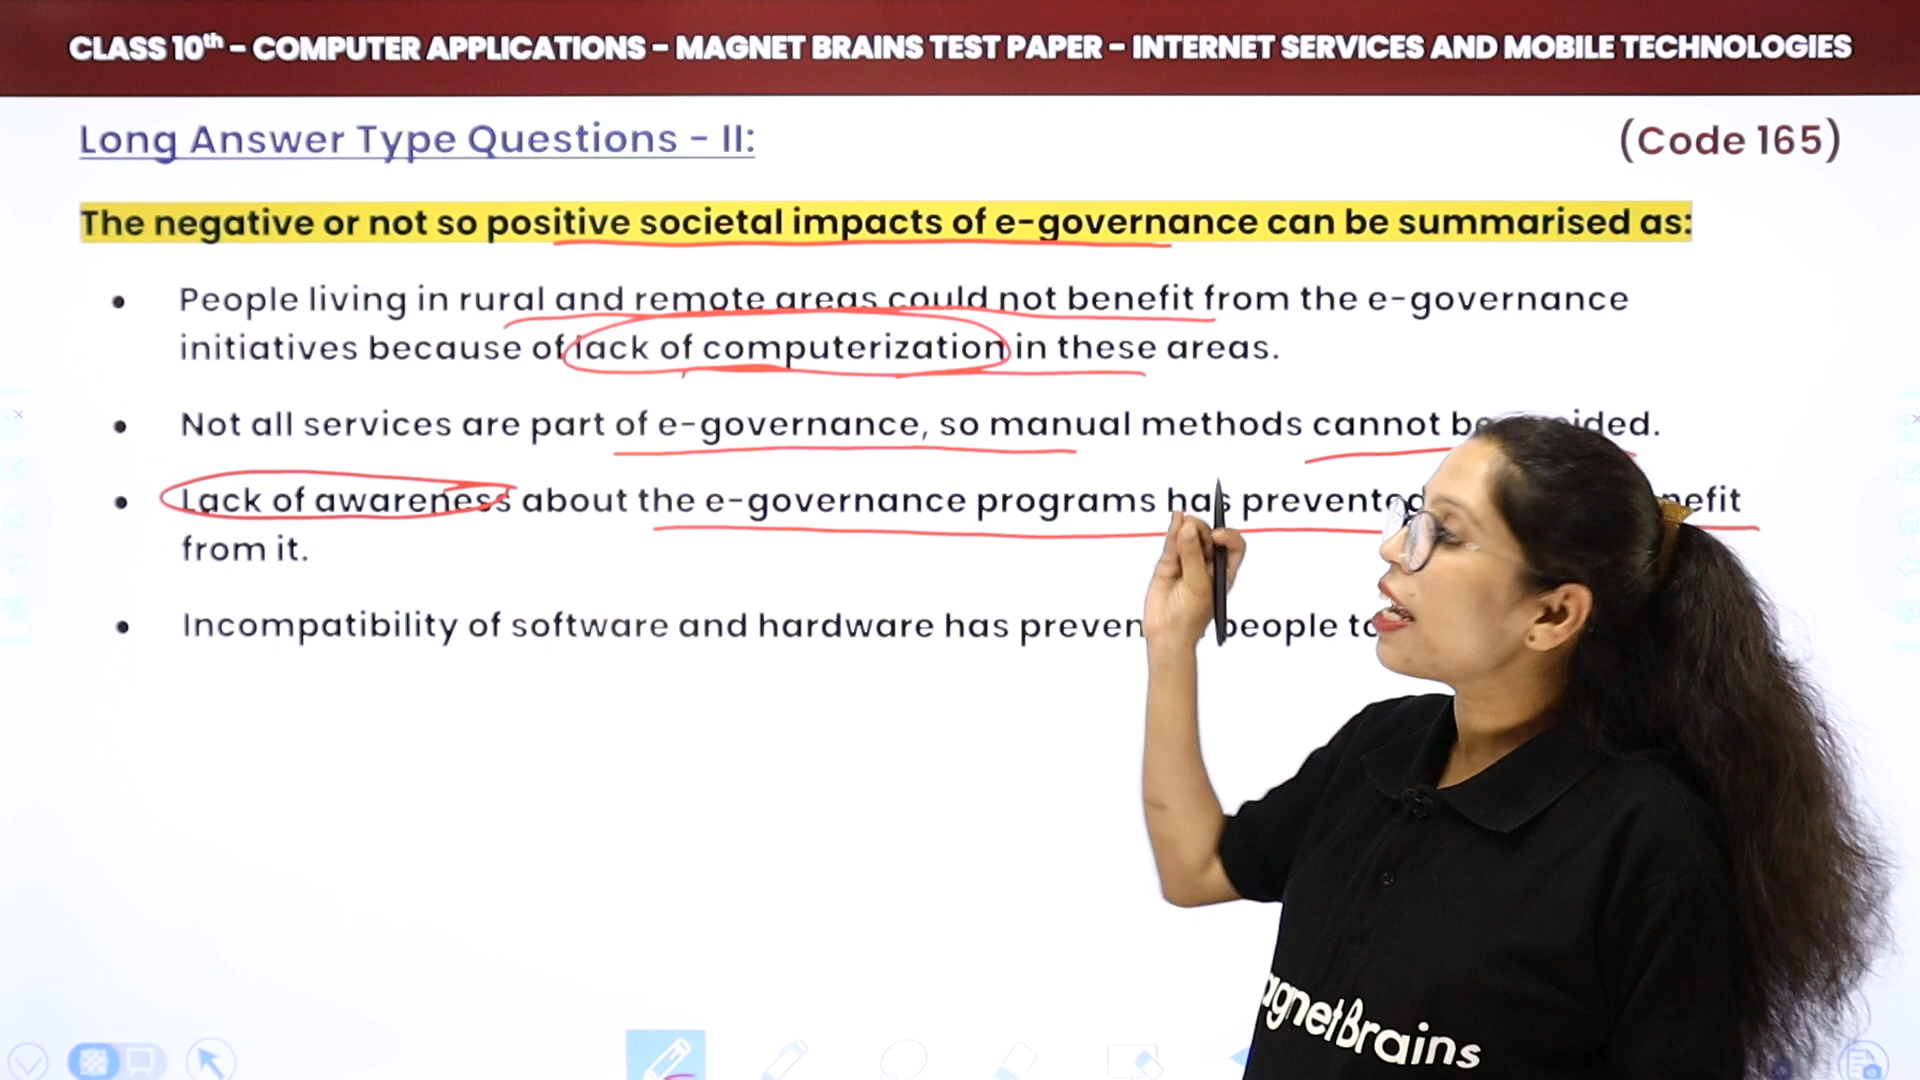 CLASS 10th - COMPUTER APPLICATIONS - MAGNET BRAINS TEST PAPER - INTERNET SERVICES AND MOBILE TECHNOLOGIES
Long Answer Type Questions - II:
(Code 165)
The negative or not so positive societal impacts of e-governance can be summarised as:
• People living in rural and remote areas could not benefit from the e-governance
initiatives because of lack of computerization in these areas.
• Not all services are part of e-governance, so manual methods cannot
• Lack of awareness about the e-governance programs has prevented
from it.
• Incompatibility of software and hardware has people
agnetBrains